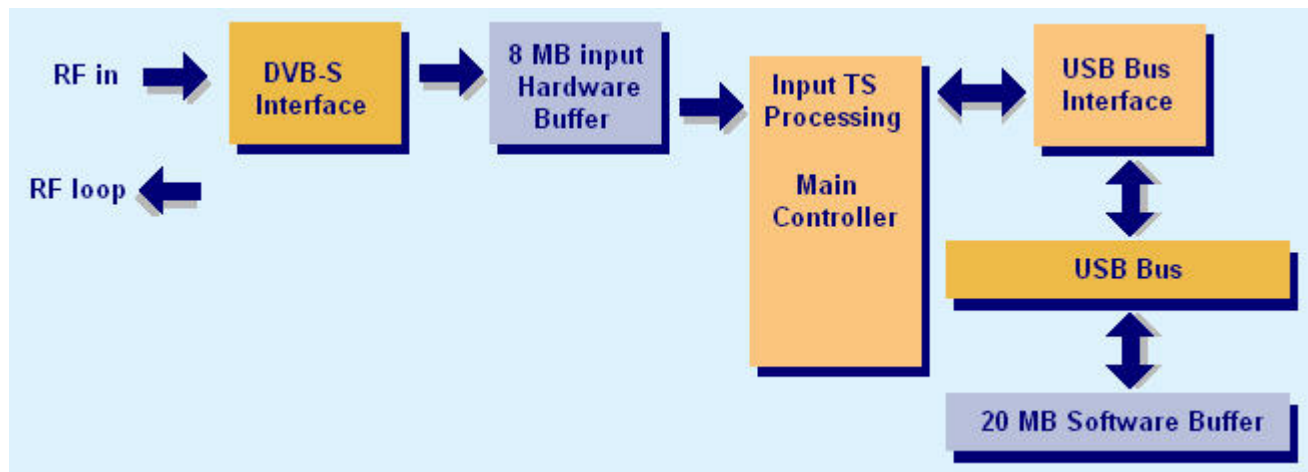 RF in
RF loop
DVB-S
Interface
8 MB input
Hardware
Buffer
Input TS
Processing
Main
Controller
USB Bus
Interface
USB Bus
20 MB Software Buffer